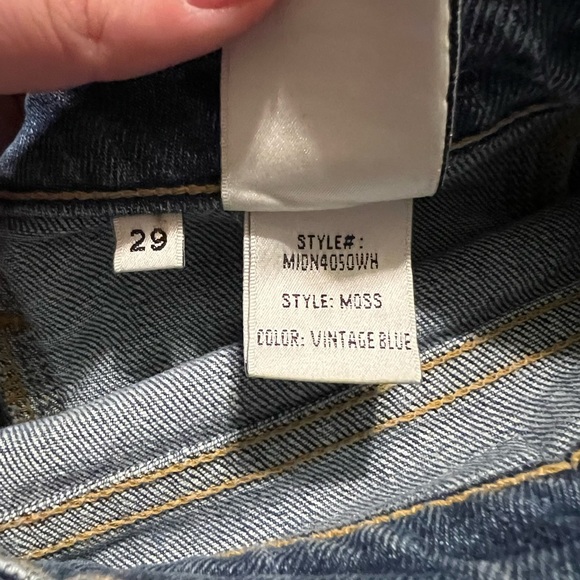 29
STYLE#:
MIDN4050WH
STYLE: MOSS
COLOR: VINTAGE BLUE